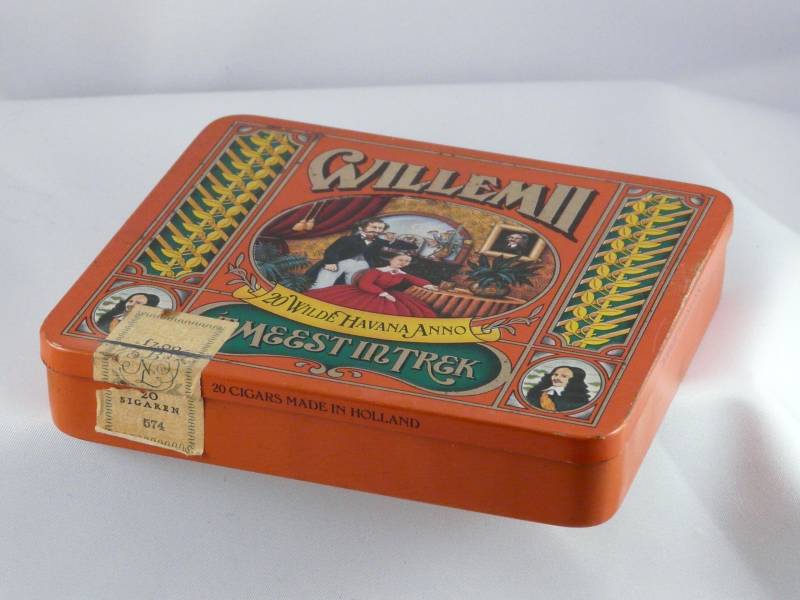 WILLEM II
20 WILDE HAVANA ANNO
MEEST IN TREK
20 CIGARS MADE IN HOLLAND
N
20
SIGAREN
574